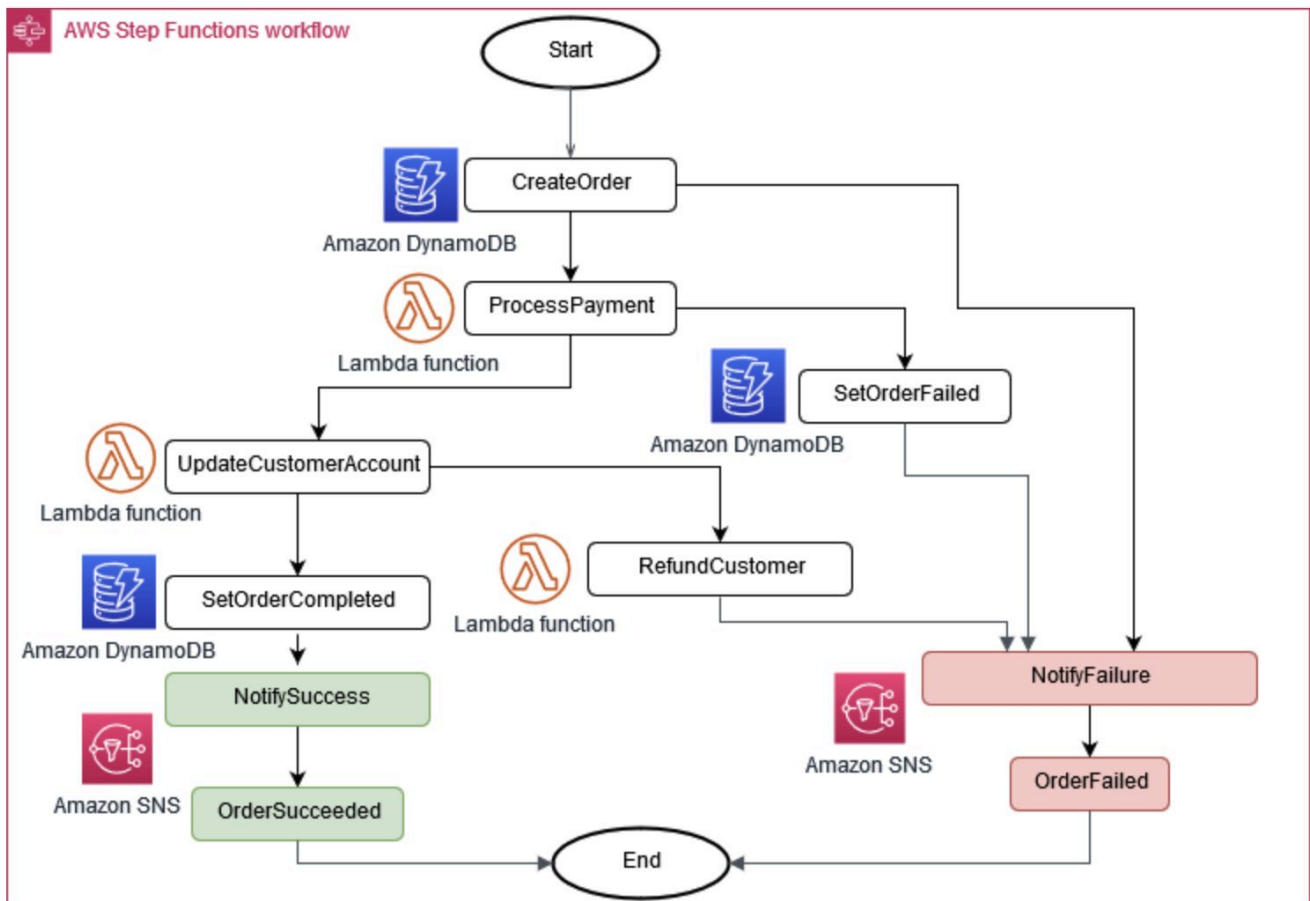 AWS Step Functions workflow
Start
CreateOrder
Amazon DynamoDB
ProcessPayment
Lambda function
SetOrderFailed
Amazon DynamoDB
UpdateCustomerAccount
Lambda function
RefundCustomer
Lambda function
SetOrderCompleted
Amazon DynamoDB
NotifySuccess
NotifyFailure
Amazon SNS
Amazon SNS
OrderFailed
OrderSucceeded
End